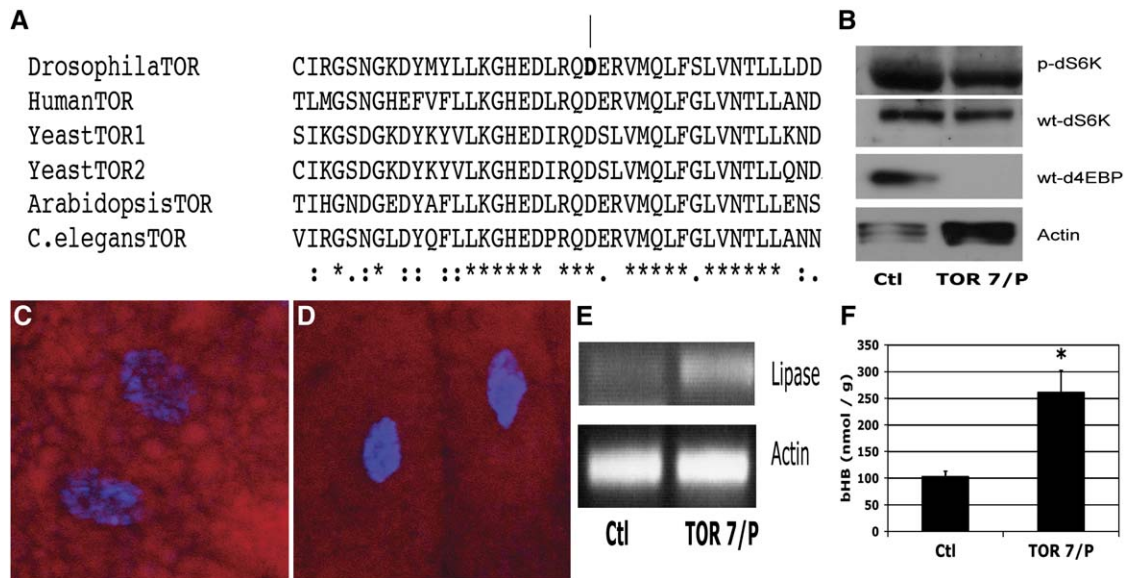 A
DrosophilaTOR CIRGSNGKDYMYLLKGHEDLRQDERVMQLFSLVNTLLLDD
HumanTOR TLMGSNGHEFVFLLKGHEDLRQDERVMQLFGLVNTLLAND
YeastTOR1 SIKGSDGKDYKYVLKGHEDIRQDSLVMQLFGLVNTLLKND
YeastTOR2 CIKGSDGKDYKYVLKGHEDIRQDSLVMQLFGLVNTLLQND
ArabidopsisTOR TIHGNDGEDYAFLLKGHEDLRQDERVMQLFGLVNTLLENS
C.elegansTOR VIRGSNGLDYQFLLKGHEDPRQDERVMQLFGLVNTLLANN
: *.:* :: ::****** ***. *****.****** :.
B
p-dS6K
wt-dS6K
wt-d4EBP
Actin
Ctl TOR 7/P
C
D
E
Lipase
Actin
Ctl TOR 7/P
F
bHB (nmol / g)
350
300
250
200
150
100
50
0
*
Ctl TOR 7/P